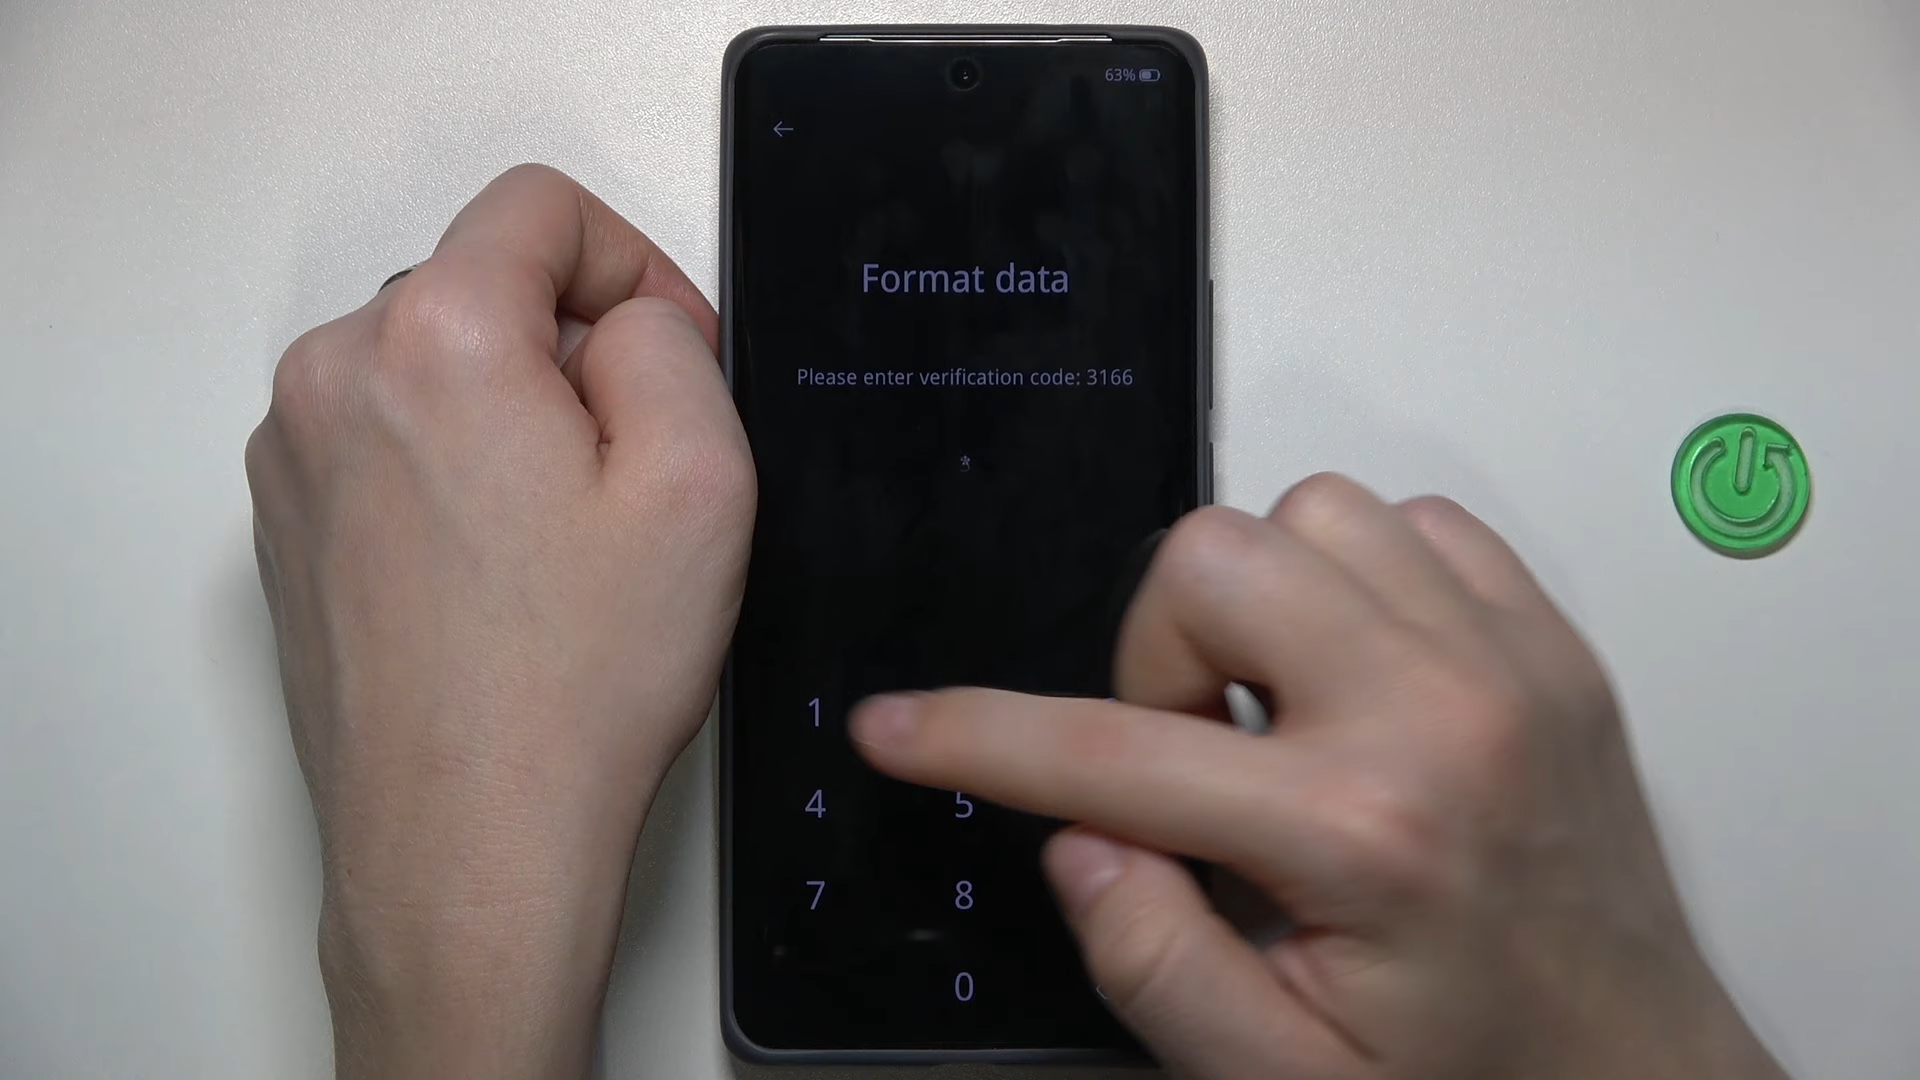 63%
Format data
Please enter verification code: 3166
1
4 5
7 8
0